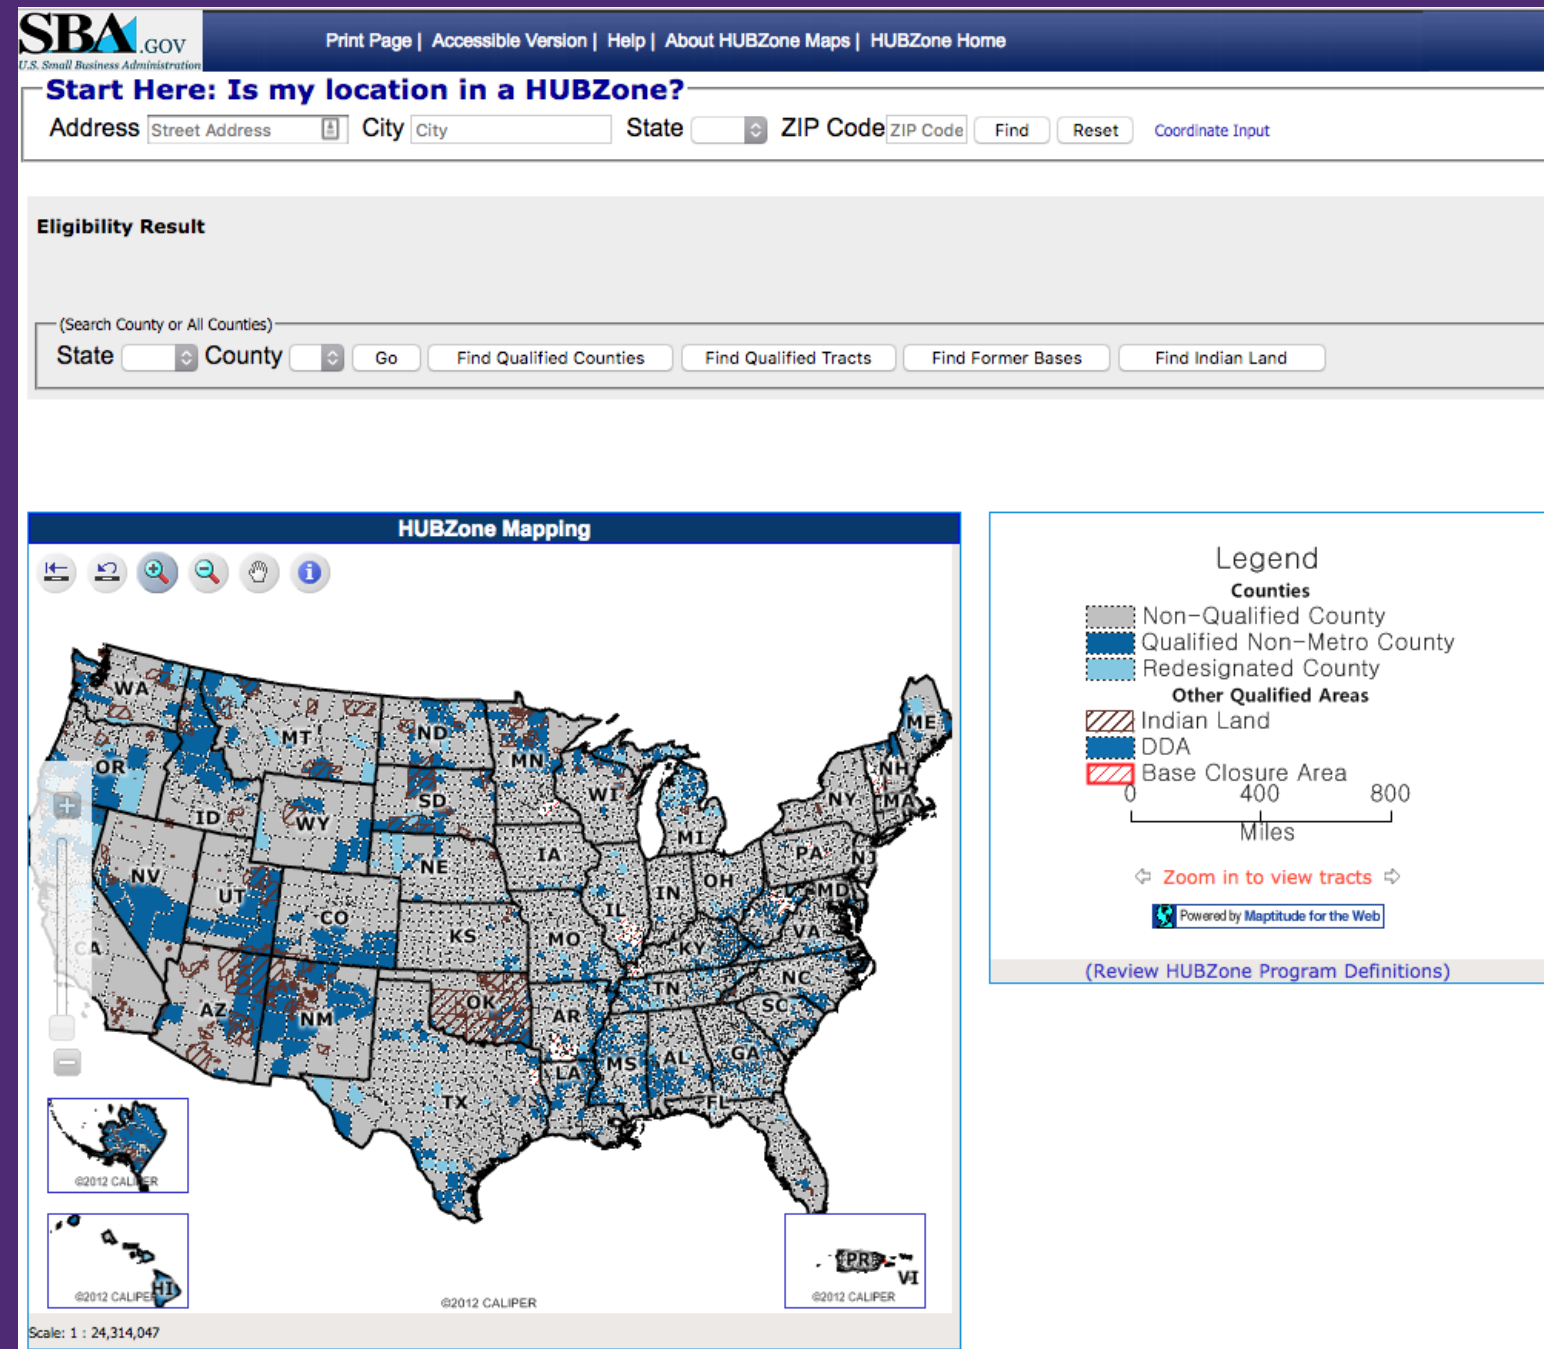 SBA.GOV
U.S. Small Business Administration
Print Page | Accessible Version | Help | About HUBZone Maps | HUBZone Home
Start Here: Is my location in a HUBZone?
Address Street Address City City State ZIP Code ZIP Code Find Reset Coordinate Input
Eligibility Result
(Search County or All Counties)
State County Go Find Qualified Counties Find Qualified Tracts Find Former Bases Find Indian Land
HUBZone Mapping
WA
MT
ND
MN
ME
OR
ID
WY
SD
WI
MI
NY
NH
MA
NV
UT
CO
NE
IA
IL
IN
OH
PA
NJ
MD
CA
KS
MO
KY
VA
AZ
NM
OK
AR
TN
NC
SC
TX
LA
MS
AL
GA
FL
©2012 CALIPER
HI
©2012 CALIPER
©2012 CALIPER
PR
VI
©2012 CALIPER
Scale: 1 : 24,314,047
Legend
Counties
Non-Qualified County
Qualified Non-Metro County
Redesignated County
Other Qualified Areas
Indian Land
DDA
Base Closure Area
0 400 800
Miles
Zoom in to view tracts
Powered by Maptitude for the Web
(Review HUBZone Program Definitions)